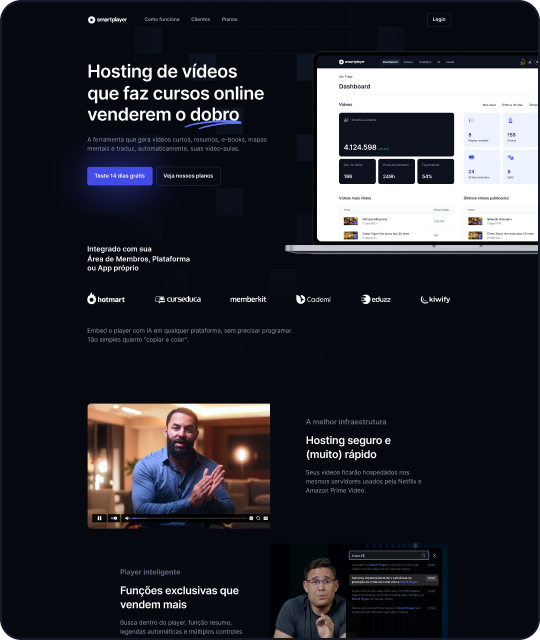 smartplayer
Como funciona
Clientes
Planos
Login
Hosting de vídeos
que faz cursos online
venderem o dobro
A ferramenta que gera vídeos curtos, resumos, e-books, mapas
mentais e traduz, automaticamente, suas vídeo-aulas.
Teste 14 dias grátis
Veja nossos planos
smartplayer
Dashboard
Dashboard
Vídeos
4.124.598
198
249h
54%
8
158
24
8
Vídeos mais vistos
Últimos vídeos publicados
Integrado com sua
Área de Membros, Plataforma
ou App próprio
hotmart
curseduca
memberkit
Cademí
eduzz
kiwify
Embed o player com IA em qualquer plataforma, sem precisar programar.
Tão simples quanto "copiar e colar".
A melhor infraestrutura
Hosting seguro e
(muito) rápido
Seus vídeos ficarão hospedados nos
mesmos servidores usados pela Netflix e
Amazon Prime Video.
Player inteligente
Funções exclusivas que
vendem mais
Busca dentro do player, função resumo,
legendas automáticas e múltiplos controles